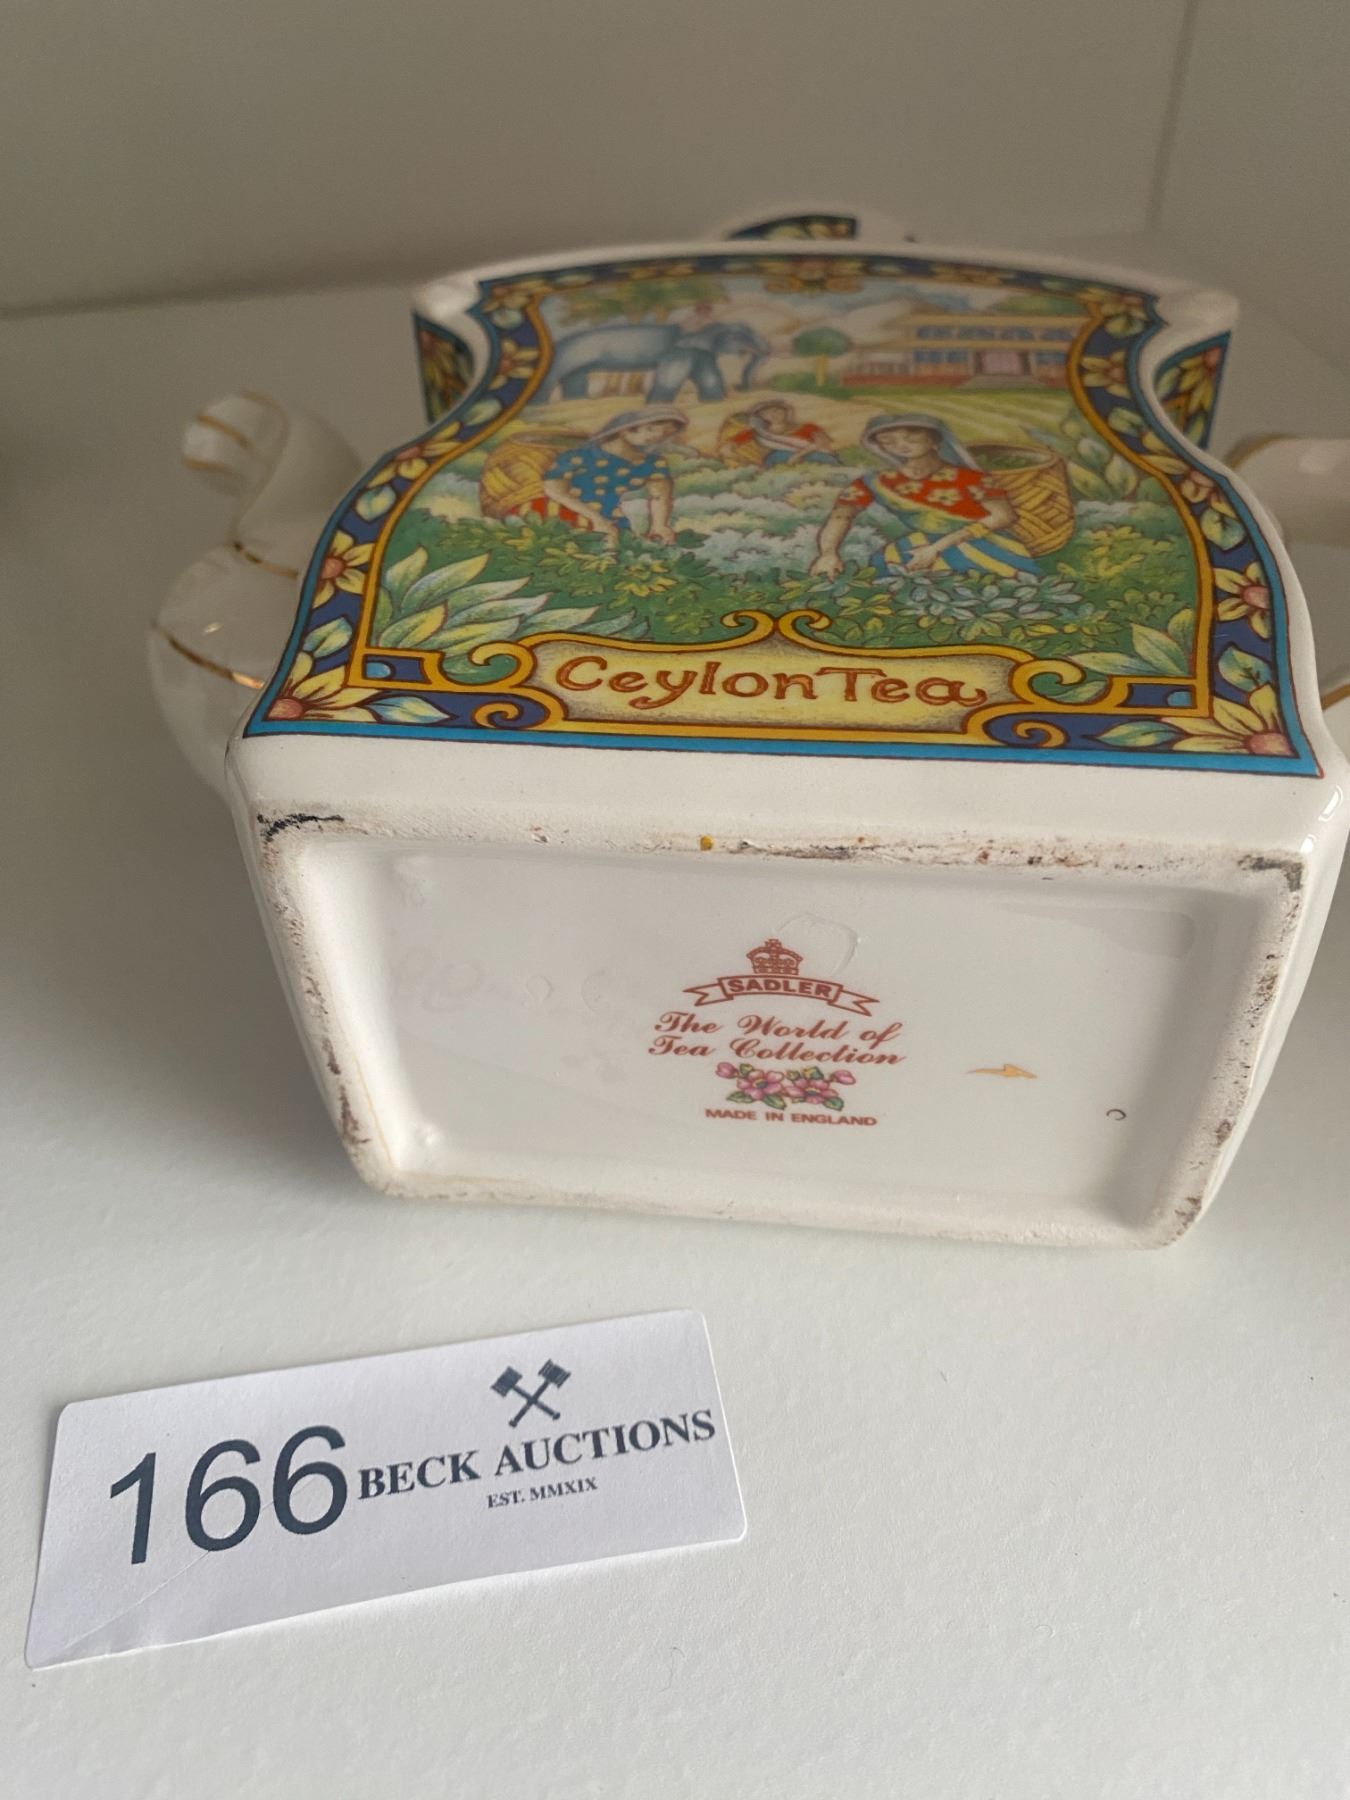 Ceylon Tea
SADLER
The World of
Tea Collection
MADE IN ENGLAND
166
BECK AUCTIONS
EST. MMXIX